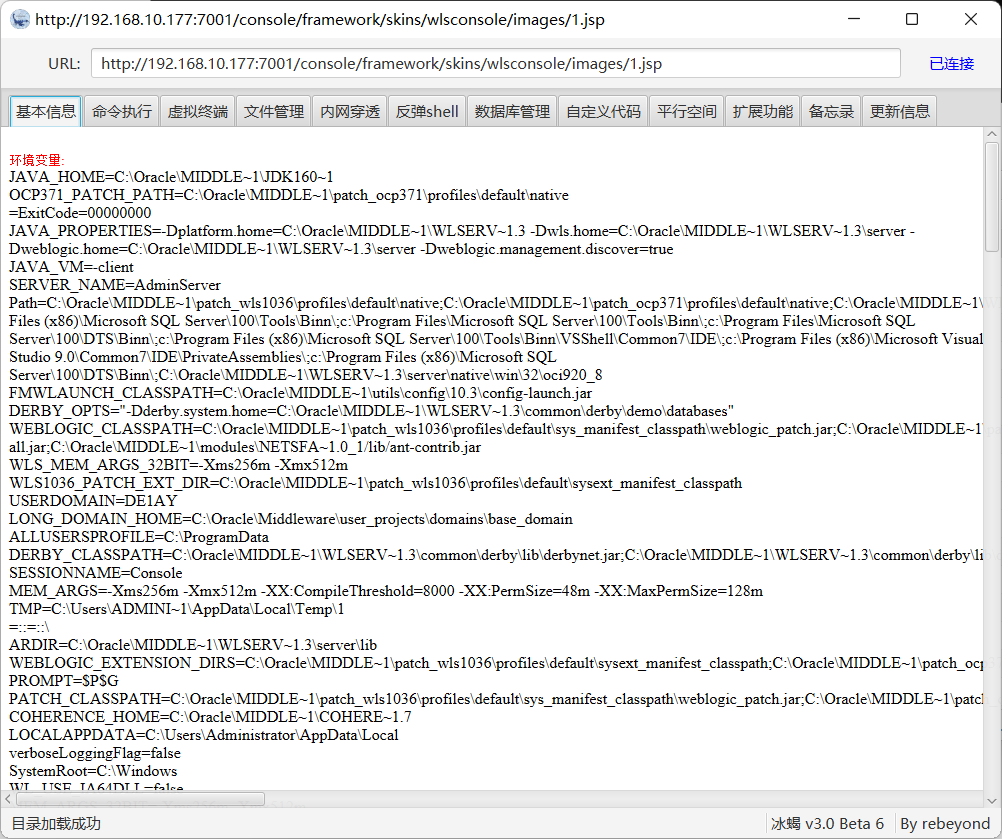 http://192.168.10.177:7001/console/framework/skins/wlsconsole/images/1.jsp
URL: http://192.168.10.177:7001/console/framework/skins/wlsconsole/images/1.jsp 已连接
基本信息 命令执行 虚拟终端 文件管理 内网穿透 反弹shell 数据库管理 自定义代码 平行空间 扩展功能 备忘录 更新信息
环境变量:
JAVA_HOME=C:\Oracle\MIDDLE~1\JDK160~1
OCP371_PATCH_PATH=C:\Oracle\MIDDLE~1\patch_ocp371\profiles\default\native
=ExitCode=00000000
JAVA_PROPERTIES=-Dplatform.home=C:\Oracle\MIDDLE~1\WLSERV~1.3 -Dwls.home=C:\Oracle\MIDDLE~1\WLSERV~1.3\server -
Dweblogic.home=C:\Oracle\MIDDLE~1\WLSERV~1.3\server -Dweblogic.management.discover=true
JAVA_VM=-client
SERVER_NAME=AdminServer
Path=C:\Oracle\MIDDLE~1\patch_wls1036\profiles\default\native;C:\Oracle\MIDDLE~1\patch_ocp371\profiles\default\native;C:\Oracle\MIDDLE~1\
Files (x86)\Microsoft SQL Server\100\Tools\Binn\;c:\Program Files\Microsoft SQL Server\100\Tools\Binn\;c:\Program Files\Microsoft SQL
Server\100\DTS\Binn\;c:\Program Files (x86)\Microsoft SQL Server\100\Tools\Binn\VSShell\Common7\IDE\;c:\Program Files (x86)\Microsoft Visual
Studio 9.0\Common7\IDE\PrivateAssemblies\;c:\Program Files (x86)\Microsoft SQL
Server\100\DTS\Binn\;C:\Oracle\MIDDLE~1\WLSERV~1.3\server\native\win\32\oci920_8
FMWLAUNCH_CLASSPATH=C:\Oracle\MIDDLE~1\utils\config\10.3\config-launch.jar
DERBY_OPTS="-Dderby.system.home=C:\Oracle\MIDDLE~1\WLSERV~1.3\common\derby\demo\databases"
WEBLOGIC_CLASSPATH=C:\Oracle\MIDDLE~1\patch_wls1036\profiles\default\sys_manifest_classpath\weblogic_patch.jar;C:\Oracle\MIDDLE~1\
all.jar;C:\Oracle\MIDDLE~1\modules\NETSFA~1.0_1/lib/ant-contrib.jar
WLS_MEM_ARGS_32BIT=-Xms256m -Xmx512m
WLS1036_PATCH_EXT_DIR=C:\Oracle\MIDDLE~1\patch_wls1036\profiles\default\sysext_manifest_classpath
USERDOMAIN=DE1AY
LONG_DOMAIN_HOME=C:\Oracle\Middleware\user_projects\domains\base_domain
ALLUSERSPROFILE=C:\ProgramData
DERBY_CLASSPATH=C:\Oracle\MIDDLE~1\WLSERV~1.3\common\derby\lib\derbynet.jar;C:\Oracle\MIDDLE~1\WLSERV~1.3\common\derby\li
SESSIONNAME=Console
MEM_ARGS=-Xms256m -Xmx512m -XX:CompileThreshold=8000 -XX:PermSize=48m -XX:MaxPermSize=128m
TMP=C:\Users\ADMINI~1\AppData\Local\Temp\1
=::=::\
ARDIR=C:\Oracle\MIDDLE~1\WLSERV~1.3\server\lib
WEBLOGIC_EXTENSION_DIRS=C:\Oracle\MIDDLE~1\patch_wls1036\profiles\default\sysext_manifest_classpath;C:\Oracle\MIDDLE~1\patch_ocp
PROMPT=$P$G
PATCH_CLASSPATH=C:\Oracle\MIDDLE~1\patch_wls1036\profiles\default\sys_manifest_classpath\weblogic_patch.jar;C:\Oracle\MIDDLE~1\patch
COHERENCE_HOME=C:\Oracle\MIDDLE~1\COHERE~1.7
LOCALAPPDATA=C:\Users\Administrator\AppData\Local
verboseLoggingFlag=false
SystemRoot=C:\Windows
WL_USE_IA64DLL=false
目录加载成功 冰蝎 v3.0 Beta 6 By rebeyond